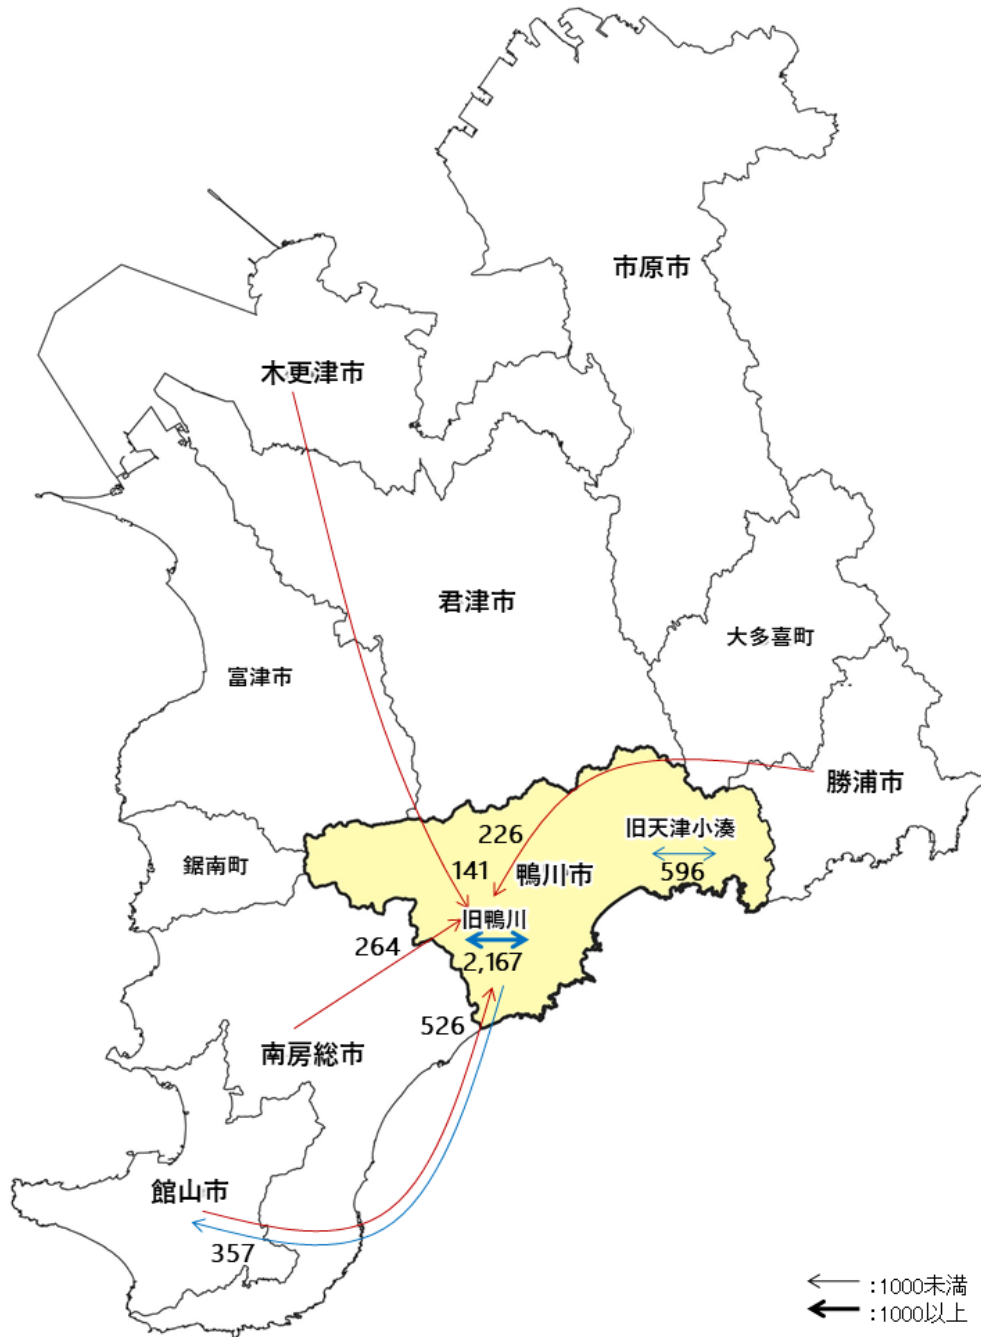 市原市
木更津市
君津市
大多喜町
富津市
勝浦市
旧天津小湊
226
鋸南町
141
鴨川市
596
旧鴨川
264
2,167
526
南房総市
館山市
357
:1000未満
:1000以上